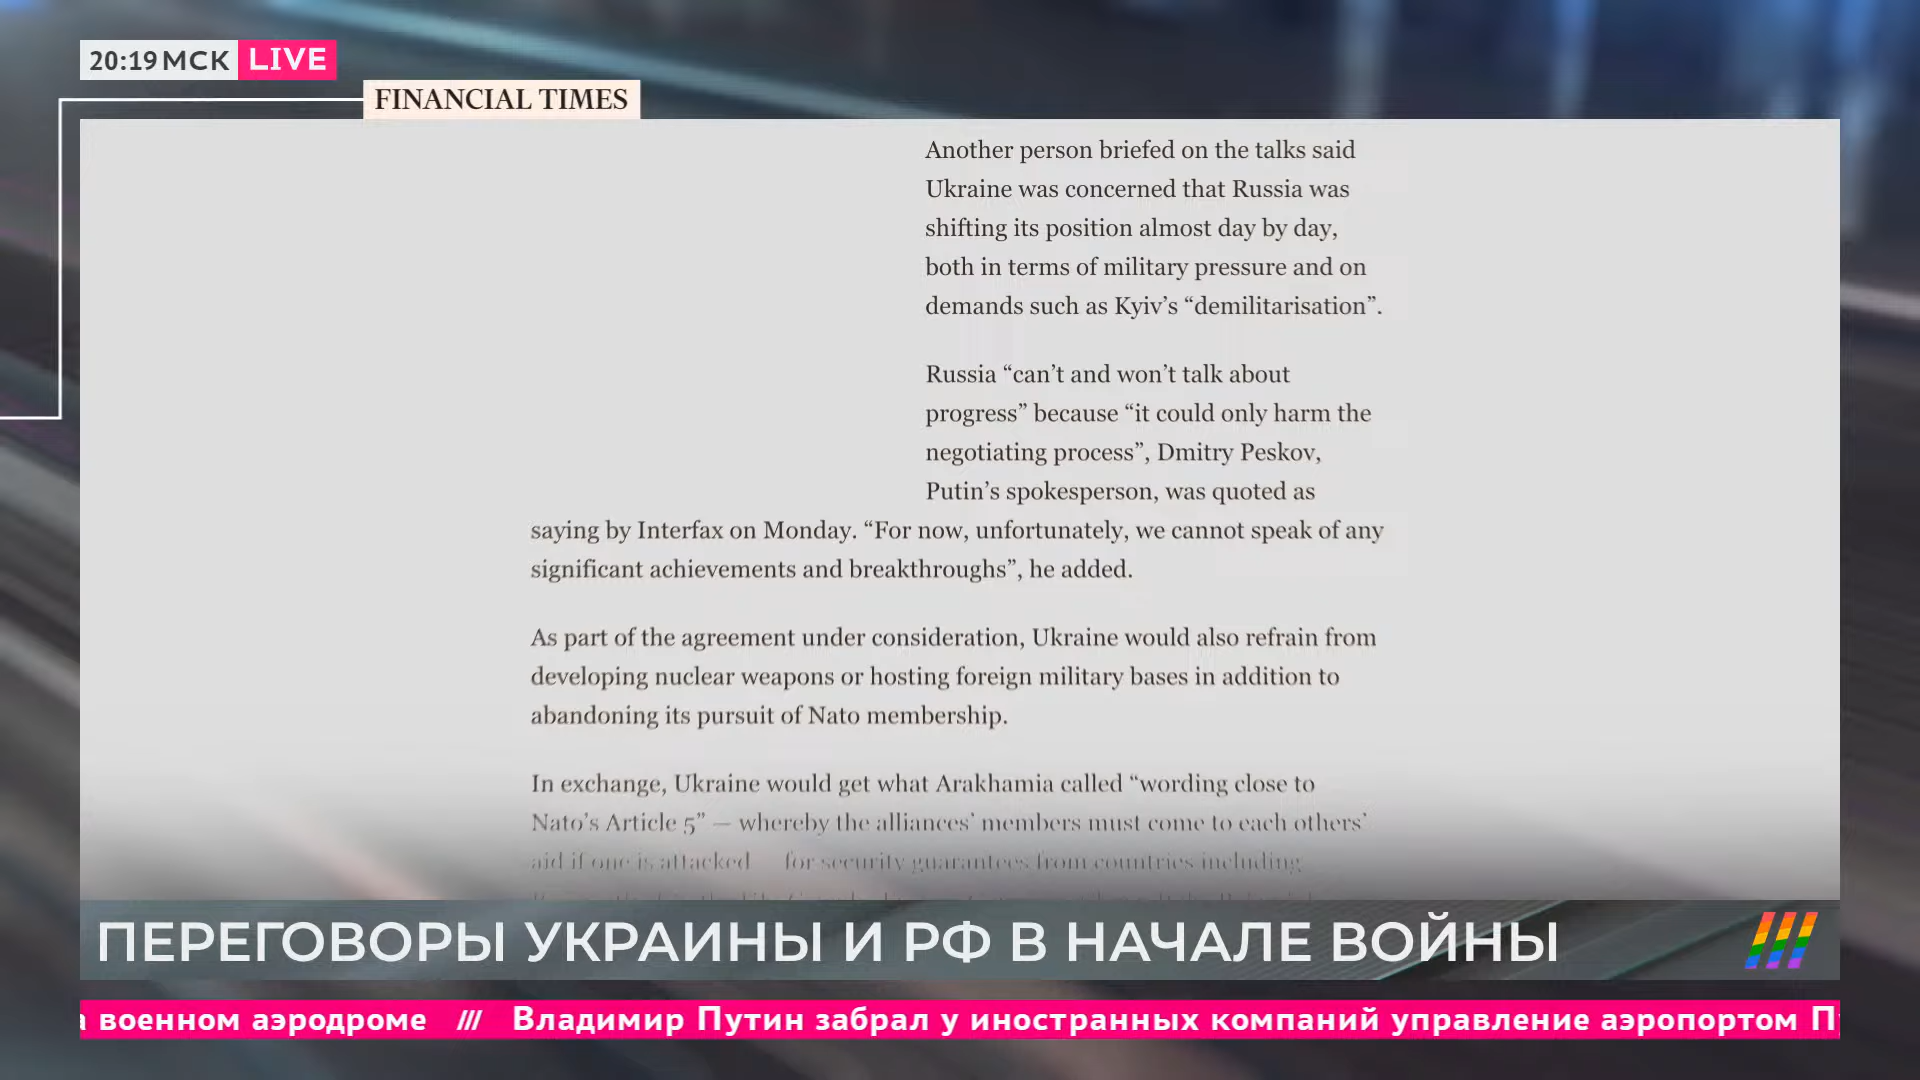 20:19 МСК LIVE
FINANCIAL TIMES
Another person briefed on the talks said
Ukraine was concerned that Russia was
shifting its position almost day by day,
both in terms of military pressure and on
demands such as Kyiv’s “demilitarisation”.
Russia “can’t and won’t talk about
progress” because “it could only harm the
negotiating process”, Dmitry Peskov,
Putin’s spokesperson, was quoted as
saying by Interfax on Monday. “For now, unfortunately, we cannot speak of any
significant achievements and breakthroughs”, he added.
As part of the agreement under consideration, Ukraine would also refrain from
developing nuclear weapons or hosting foreign military bases in addition to
abandoning its pursuit of Nato membership.
In exchange, Ukraine would get what Arakhamia called “wording close to
Nato’s Article 5” — whereby the alliances’ members must come to each others’
aid if one is attacked — for security guarantees from countries including
ПЕРЕГОВОРЫ УКРАИНЫ И РФ В НАЧАЛЕ ВОЙНЫ
а военном аэродроме /// Владимир Путин забрал у иностранных компаний управление аэропортом П